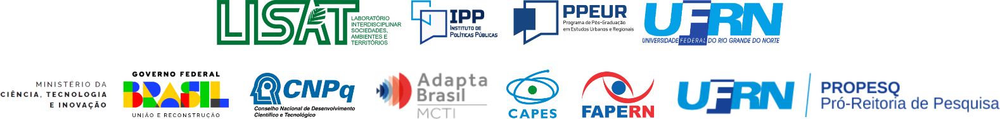 LISAT
LABORATÓRIO
INTERDISCIPLINAR
SOCIEDADES,
AMBIENTES E
TERRITÓRIOS
IPP
INSTITUTO DE
POLÍTICAS PÚBLICAS
PPEUR
Programa de Pós-Graduação
em Estudos Urbanos e Regionais
UFRN
UNIVERSIDADE FEDERAL DO RIO GRANDE DO NORTE
MINISTÉRIO DA
CIÊNCIA, TECNOLOGIA
E INOVAÇÃO
GOVERNO FEDERAL
BRASIL
UNIÃO E RECONSTRUÇÃO
CNPq
Conselho Nacional de Desenvolvimento
Científico e Tecnológico
Adapta
Brasil
MCTI
CAPES
FAPERN
UFRN
PROPESQ
Pró-Reitoria de Pesquisa